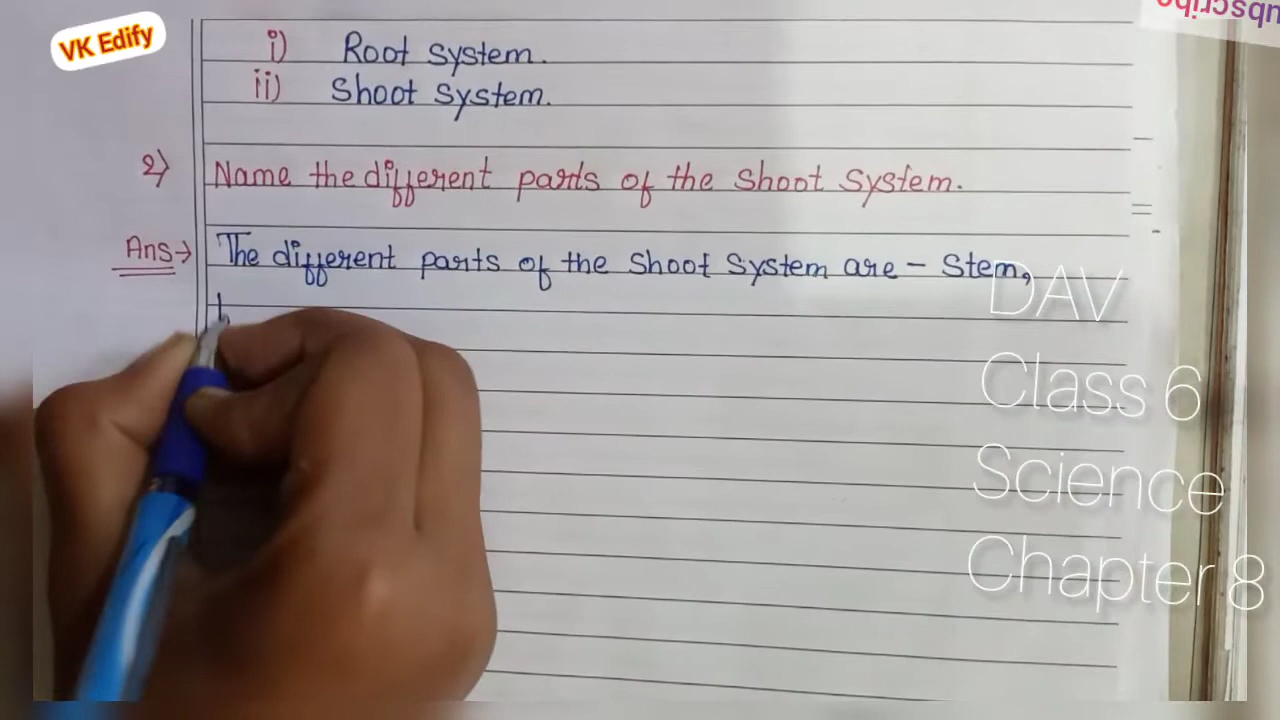 VK Edify
ubscribe
i) Root system.
ii) Shoot System.
2) Name the different parts of the Shoot System.
Ans→ The different parts of the Shoot System are - Stem,
DAV
Class 6
Science
Chapter 8